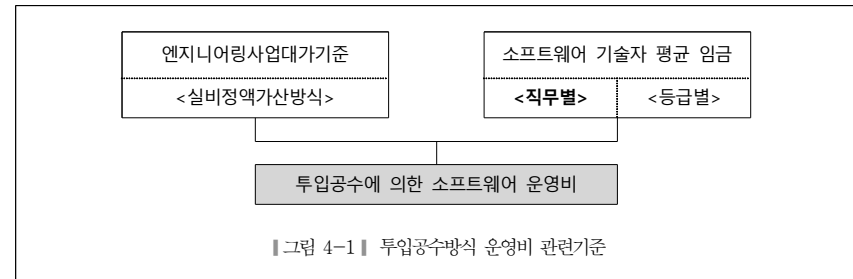 엔지니어링사업대가기준
<실비정액가산방식>
소프트웨어 기술자 평균 임금
<직무별> <등급별>
투입공수에 의한 소프트웨어 운영비
∥그림 4-1∥ 투입공수방식 운영비 관련기준